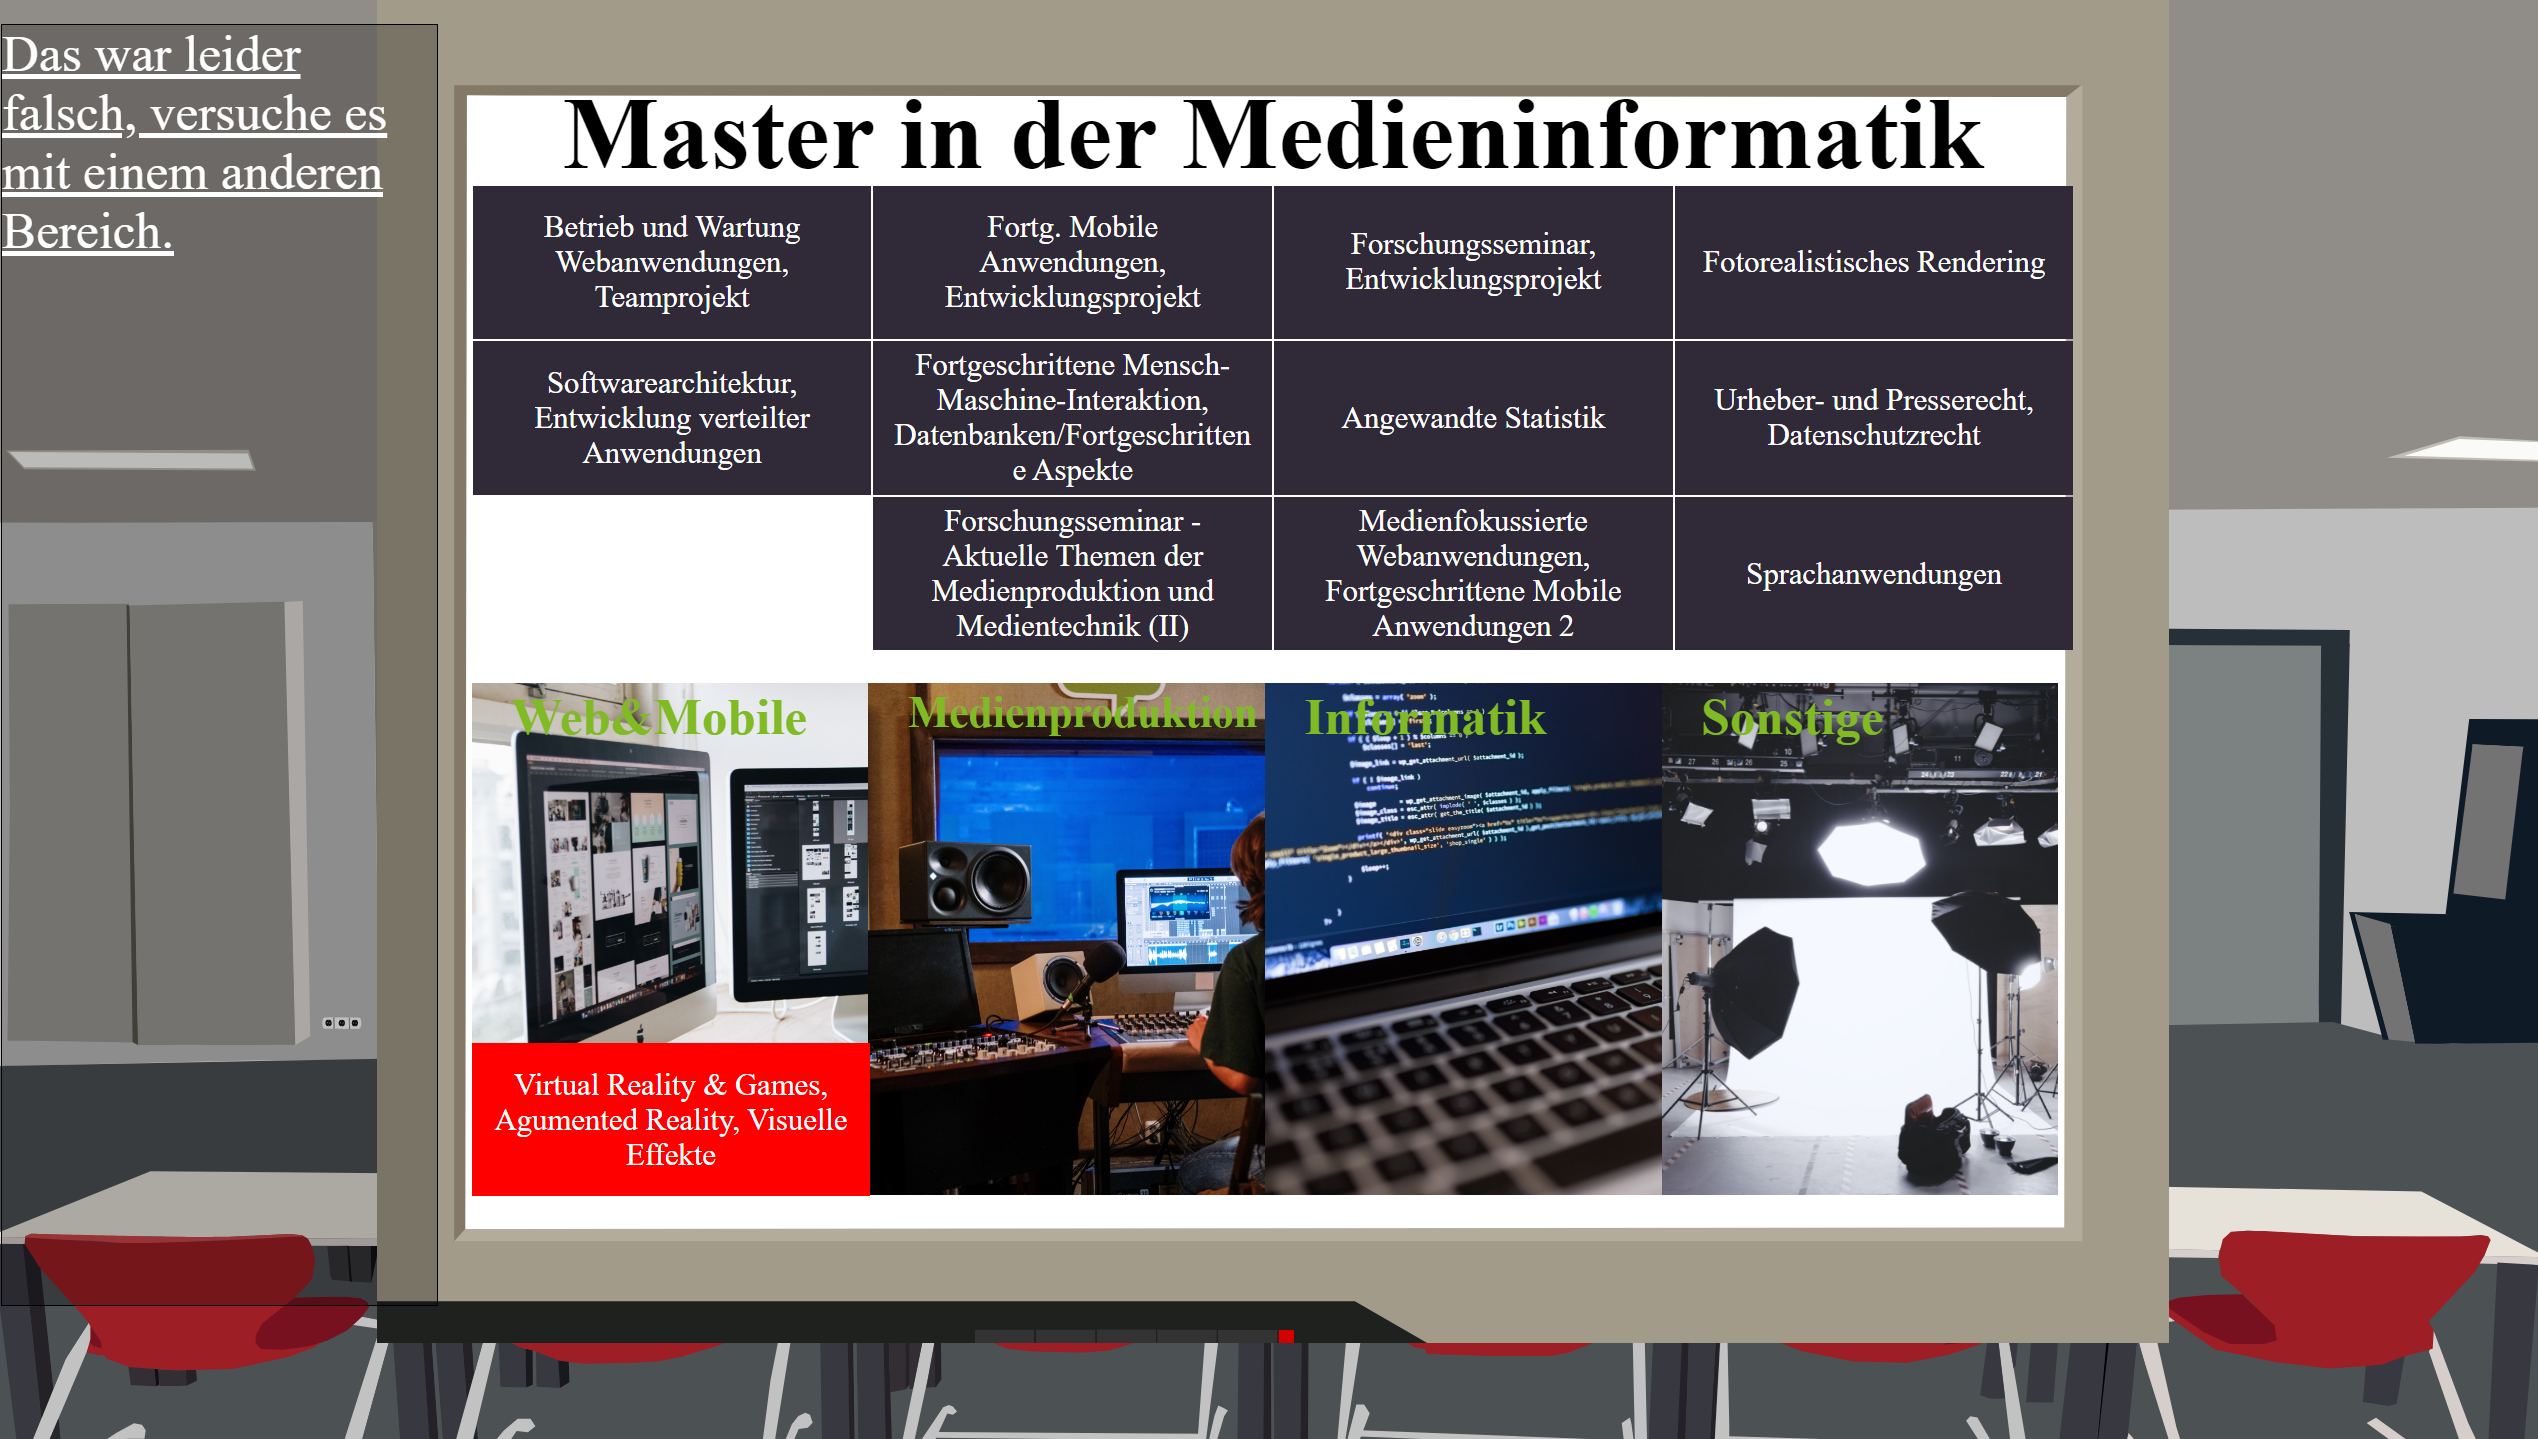 Das war leider
falsch, versuche es
mit einem anderen
Bereich.
Master in der Medieninformatik
Betrieb und Wartung
Webanwendungen,
Teamprojekt
Fortg. Mobile
Anwendungen,
Entwicklungsprojekt
Forschungsseminar,
Entwicklungsprojekt
Fotorealistisches Rendering
Softwarearchitektur,
Entwicklung verteilter
Anwendungen
Fortgeschrittene Mensch-
Maschine-Interaktion,
Datenbanken/Fortgeschritten
e Aspekte
Angewandte Statistik
Urheber- und Presserecht,
Datenschutzrecht
Forschungsseminar -
Aktuelle Themen der
Medienproduktion und
Medientechnik (II)
Medienfokussierte
Webanwendungen,
Fortgeschrittene Mobile
Anwendungen 2
Sprachanwendungen
Web&Mobile
Medienproduktion
Informatik
Sonstige
Virtual Reality & Games,
Agumented Reality, Visuelle
Effekte